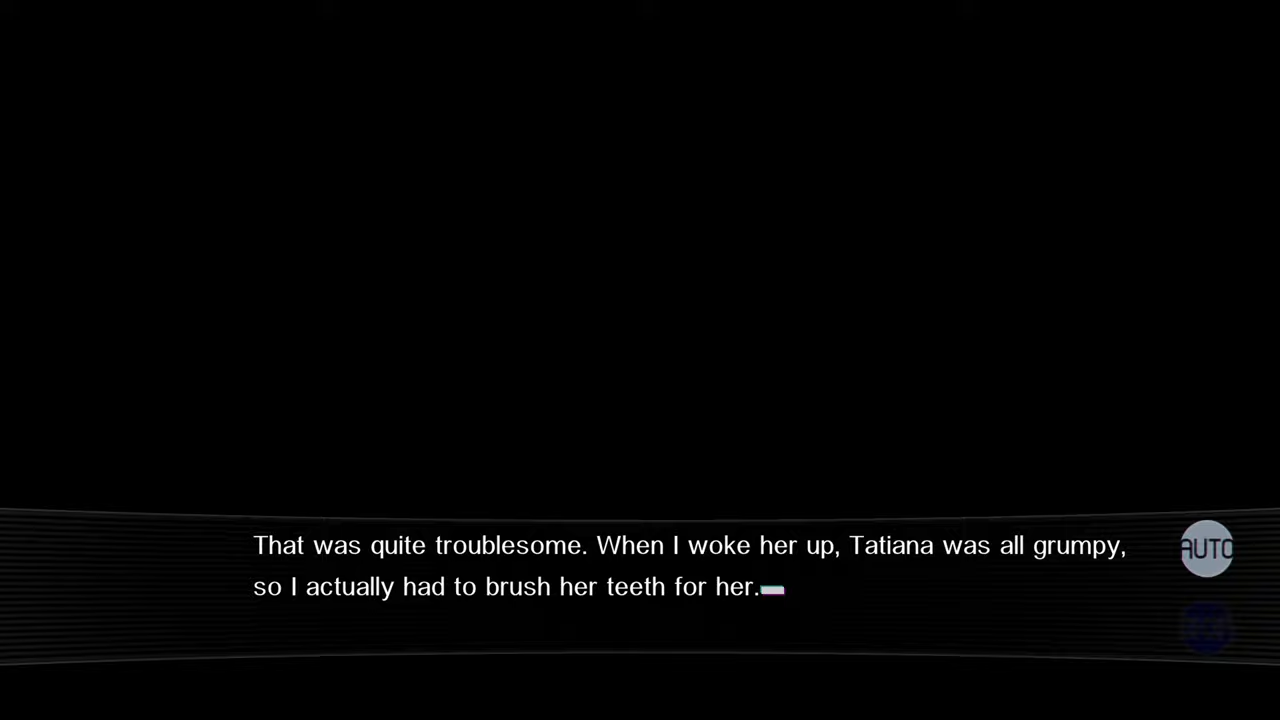 That was quite troublesome. When I woke her up, Tatiana was all grumpy,
so I actually had to brush her teeth for her.
AUTO